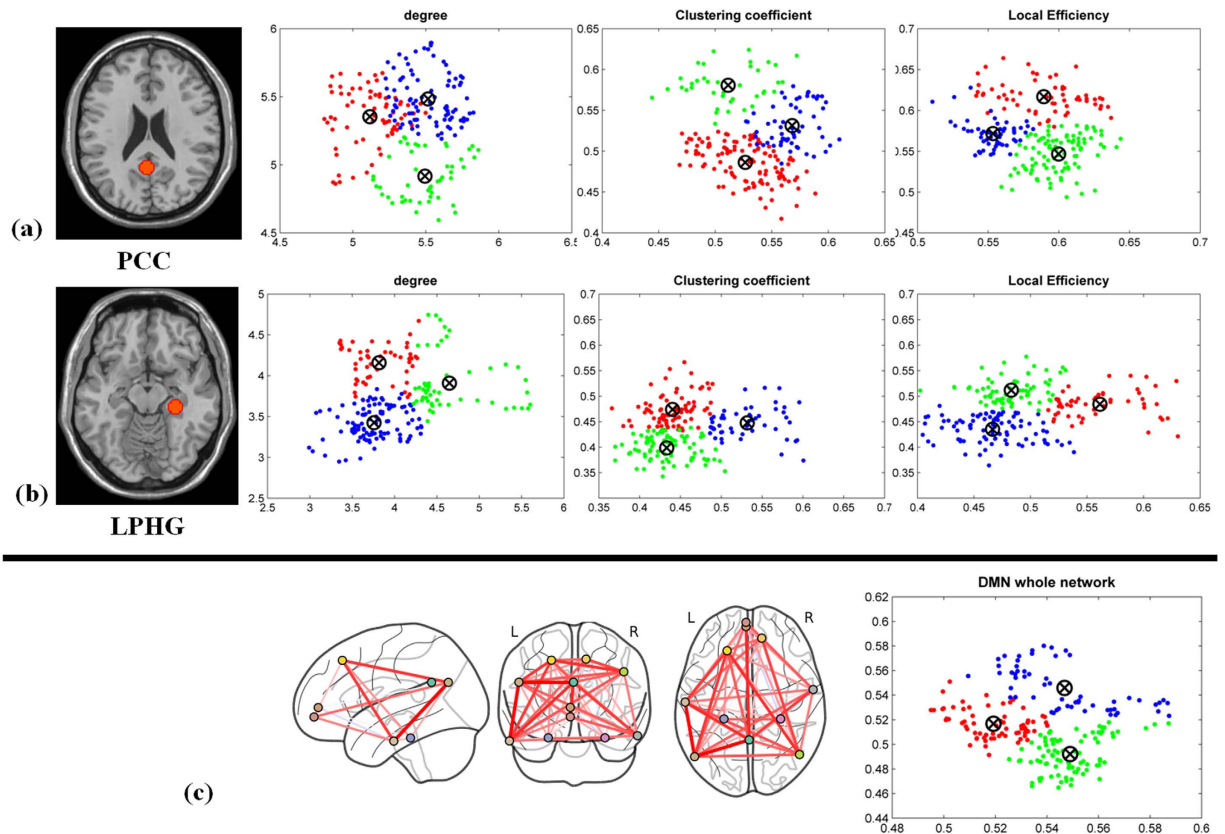 degree
Clustering coefficient
Local Efficiency
6
5.5
5
4.5
4.5 5 5.5 6 6.5
0.65
0.6
0.55
0.5
0.45
0.4
0.4 0.45 0.5 0.55 0.6 0.65
0.7
0.65
0.6
0.55
0.5
0.45
0.5 0.55 0.6 0.65 0.7
(a)
PCC
degree
Clustering coefficient
Local Efficiency
5
4.5
4
3.5
3
2.5
2.5 3 3.5 4 4.5 5 5.5 6
0.7
0.65
0.6
0.55
0.5
0.45
0.4
0.35
0.35 0.4 0.45 0.5 0.55 0.6 0.65 0.7
0.7
0.65
0.6
0.55
0.5
0.45
0.4
0.35
0.4 0.45 0.5 0.55 0.6 0.65 0.7
(b)
LPHG
DMN whole network
L R
L R
0.62
0.6
0.58
0.56
0.54
0.52
0.5
0.48
0.46
0.44
0.48 0.5 0.52 0.54 0.56 0.58 0.6
(c)